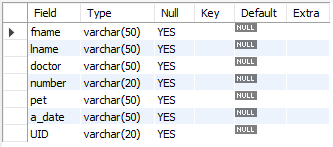 Field Type Null Key Default Extra
fname varchar(50) YES NULL
lname varchar(50) YES NULL
doctor varchar(50) YES NULL
number varchar(20) YES NULL
pet varchar(50) YES NULL
a_date varchar(50) YES NULL
UID varchar(20) YES NULL